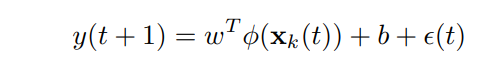 y(t + 1) = w^T ϕ(𝐱_k(t)) + b + ϵ(t)